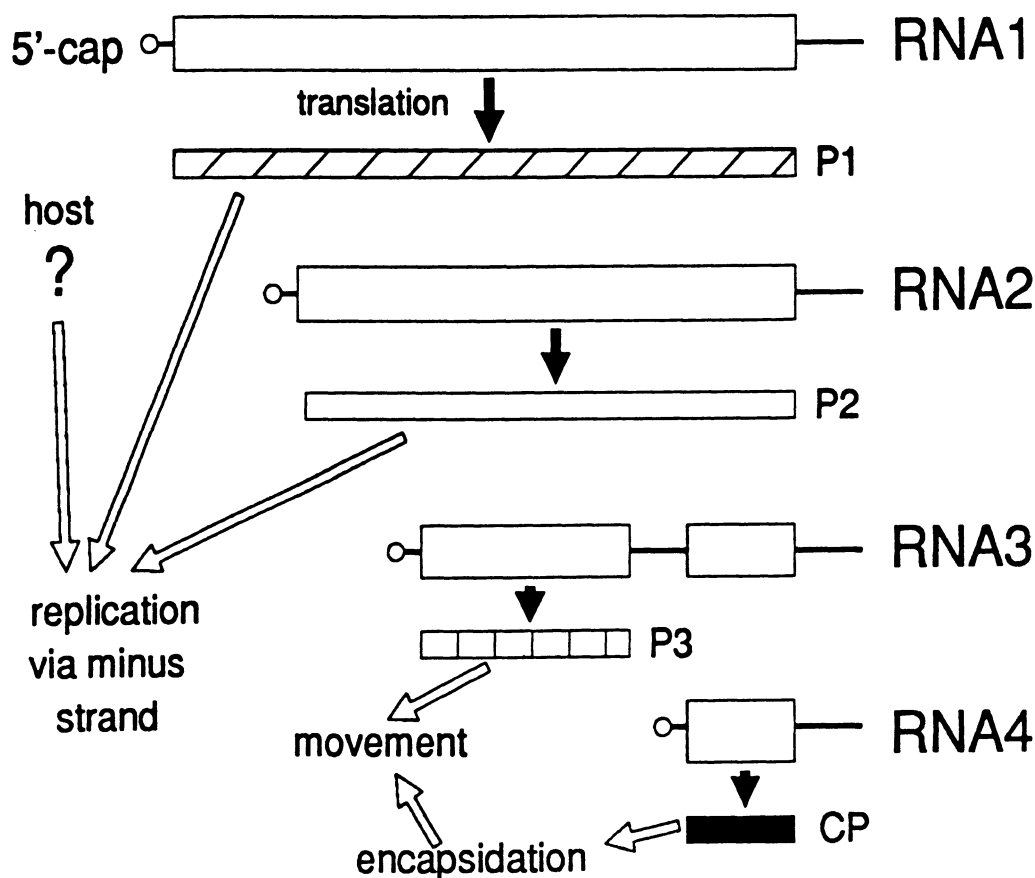 5'-cap
RNA1
translation
P1
host
?
RNA2
P2
RNA3
replication
via minus
strand
P3
movement
RNA4
CP
encapsidation